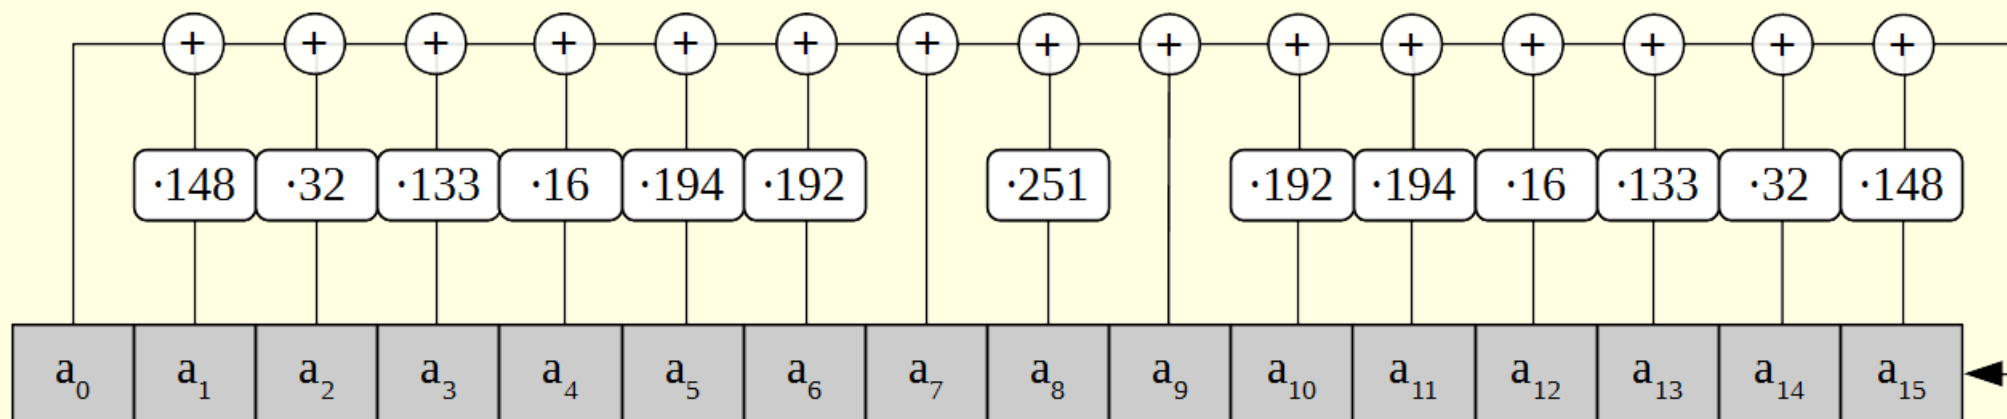 + + + + + + + + + + + + + + +
·148 ·32 ·133 ·16 ·194 ·192 ·251 ·192 ·194 ·16 ·133 ·32 ·148
a₀ a₁ a₂ a₃ a₄ a₅ a₆ a₇ a₈ a₉ a₁₀ a₁₁ a₁₂ a₁₃ a₁₄ a₁₅